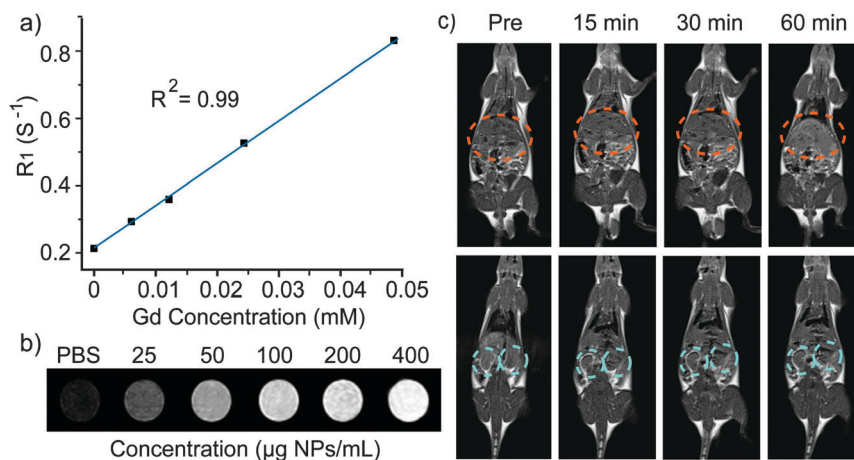 a)
0.8
0.6
0.4
0.2
R1 (S⁻¹)
R² = 0.99
0 0.01 0.02 0.03 0.04 0.05
Gd Concentration (mM)
b)
PBS 25 50 100 200 400
Concentration (µg NPs/mL)
c)
Pre 15 min 30 min 60 min